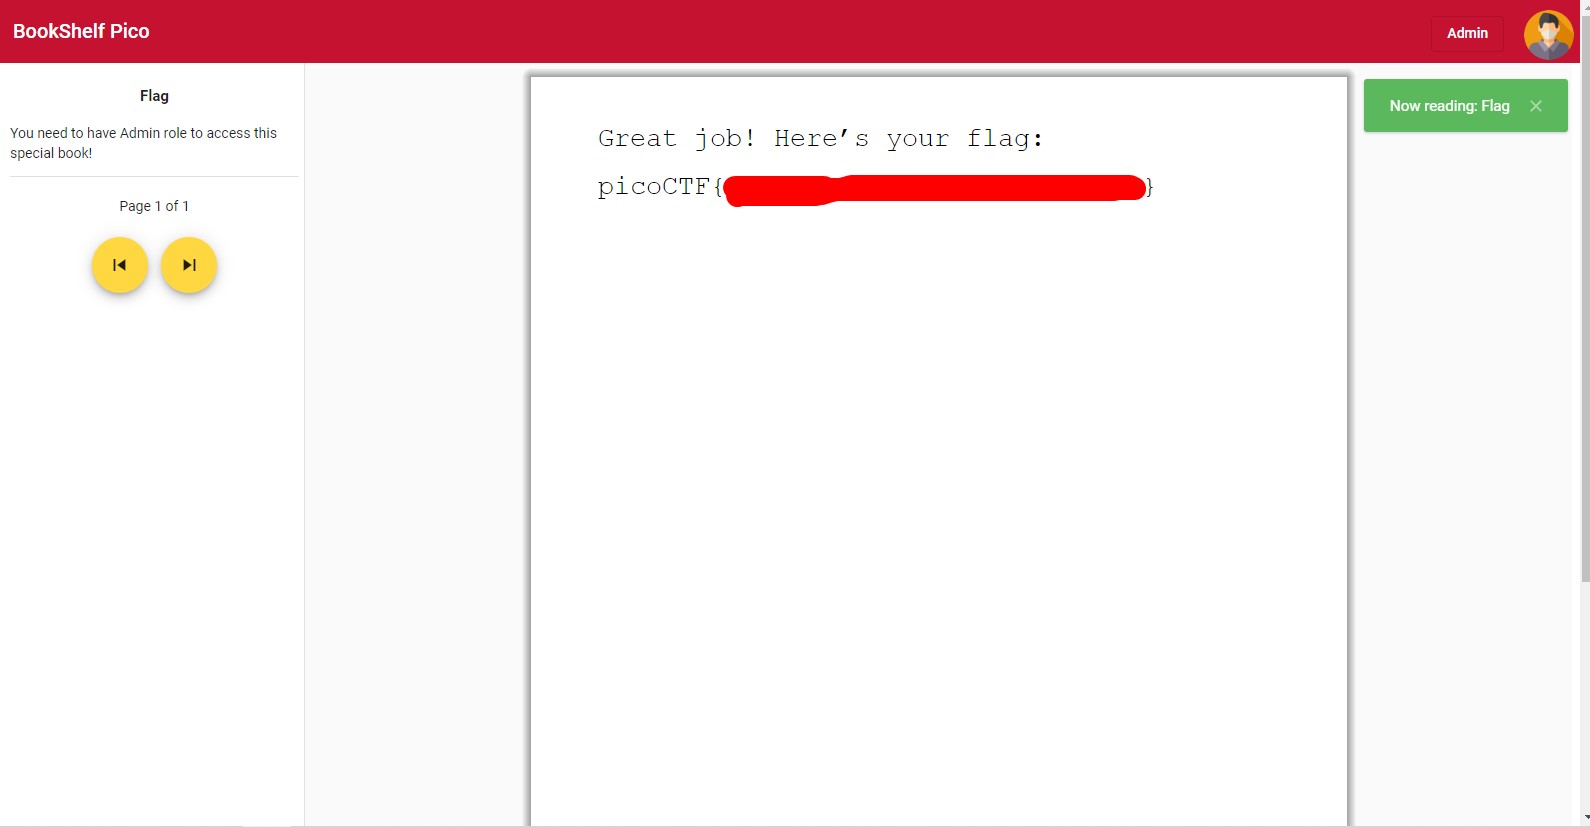 BookShelf Pico
Admin
Flag
You need to have Admin role to access this
special book!
Page 1 of 1
Great job! Here’s your flag:
picoCTF{ }
Now reading: Flag